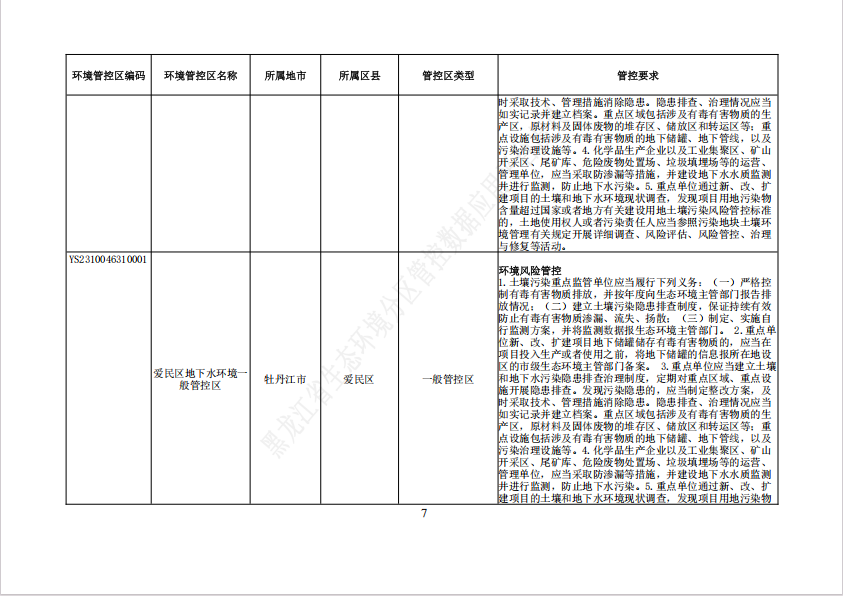 环境管控区编码 环境管控区名称 所属地市 所属区县 管控区类型 管控要求
时采取技术、管理措施消除隐患。隐患排查、治理情况应当
如实记录并建立档案。重点区域包括涉及有毒有害物质的生
产区，原材料及固体废物的堆存区、储放区和转运区等；重
点设施包括涉及有毒有害物质的地下储罐、地下管线，以及
污染治理设施等。4.化学品生产企业以及工业集聚区、矿山
开采区、尾矿库、危险废物处置场、垃圾填埋场等的运营、
管理单位，应当采取防渗漏等措施，并建设地下水水质监测
井进行监测，防止地下水污染。5.重点单位通过新、改、扩
建项目的土壤和地下水环境现状调查，发现项目用地污染物
含量超过国家或者地方有关建设用地土壤污染风险管控标准
的，土地使用权人或者污染责任人应当参照污染地块土壤环
境管理有关规定开展详细调查、风险评估、风险管控、治理
与修复等活动。
YS2310046310001
爱民区地下水环境一
般管控区
牡丹江市
爱民区
一般管控区
环境风险管控
1.土壤污染重点监管单位应当履行下列义务：（一）严格控
制有毒有害物质排放，并按年度向生态环境主管部门报告排
放情况；（二）建立土壤污染隐患排查制度，保证持续有效
防止有毒有害物质渗漏、流失、扬散；（三）制定、实施自
行监测方案，并将监测数据报生态环境主管部门。 2.重点单
位新、改、扩建项目地下储罐储存有毒有害物质的，应当在
项目投入生产或者使用之前，将地下储罐的信息报所在地设
区的市级生态环境主管部门备案。 3.重点单位应当建立土壤
和地下水污染隐患排查治理制度，定期对重点区域、重点设
施开展隐患排查。发现污染隐患的，应当制定整改方案，及
时采取技术、管理措施消除隐患。隐患排查、治理情况应当
如实记录并建立档案。重点区域包括涉及有毒有害物质的生
产区，原材料及固体废物的堆存区、储放区和转运区等；重
点设施包括涉及有毒有害物质的地下储罐、地下管线，以及
污染治理设施等。4.化学品生产企业以及工业集聚区、矿山
开采区、尾矿库、危险废物处置场、垃圾填埋场等的运营、
管理单位，应当采取防渗漏等措施，并建设地下水水质监测
井进行监测，防止地下水污染。5.重点单位通过新、改、扩
建项目的土壤和地下水环境现状调查，发现项目用地污染物
黑龙江省生态环境分区管控数据应用
7